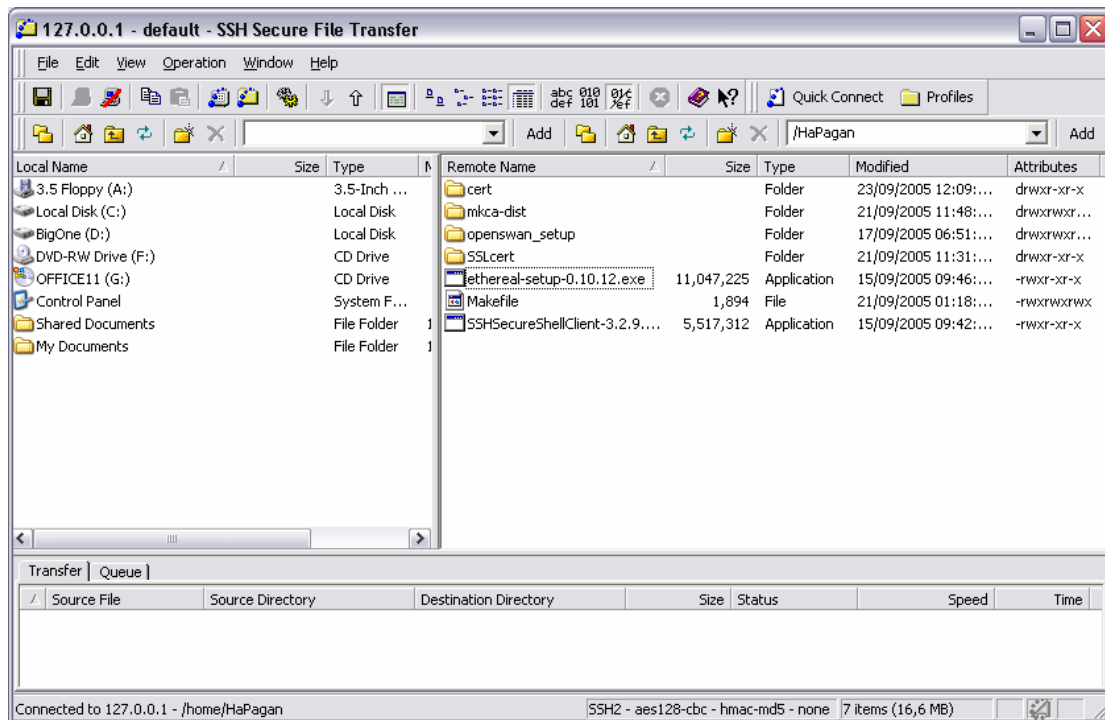 127.0.0.1 - default - SSH Secure File Transfer
File Edit View Operation Window Help
abc def 010 101 Quick Connect Profiles
Add /HaPagan Add
Local Name Size Type M Remote Name Size Type Modified Attributes
3.5 Floppy (A:) 3.5-Inch ... cert Folder 23/09/2005 12:09:... drwxr-xr-x
Local Disk (C:) Local Disk mkca-dist Folder 21/09/2005 11:48:... drwxrwxr...
BigOne (D:) Local Disk openswan_setup Folder 17/09/2005 06:51:... drwxrwxr...
DVD-RW Drive (F:) CD Drive SSLcert Folder 21/09/2005 11:31:... drwxr-xr-x
OFFICE11 (G:) CD Drive ethereal-setup-0.10.12.exe 11,047,225 Application 15/09/2005 09:46:... -rwxr-xr-x
Control Panel System F... Makefile 1,894 File 21/09/2005 01:18:... -rwxrwxrwx
Shared Documents File Folder 1 SSHSecureShellClient-3.2.9.... 5,517,312 Application 15/09/2005 09:42:... -rwxr-xr-x
My Documents File Folder 1
Transfer Queue
Source File Source Directory Destination Directory Size Status Speed Time
Connected to 127.0.0.1 - /home/HaPagan SSH2 - aes128-cbc - hmac-md5 - none 7 items (16,6 MB)